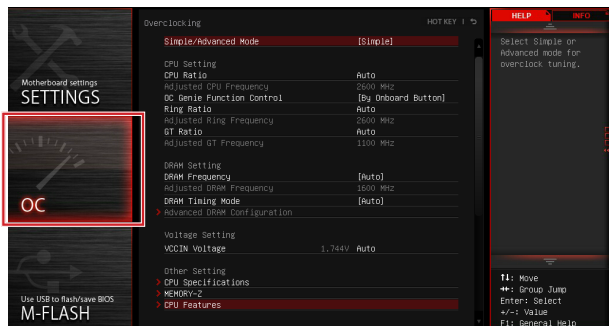 Overclocking
HOT KEY
HELP
INFO
Simple/Advanced Mode [Simple]
CPU Setting
CPU Ratio Auto
Adjusted CPU Frequency 2600 MHz
OC Genie Function Control [By Onboard Button]
Ring Ratio Auto
Adjusted Ring Frequency 2600 MHz
GT Ratio Auto
Adjusted GT Frequency 1100 MHz
DRAM Setting
DRAM Frequency [Auto]
Adjusted DRAM Frequency 1600 MHz
DRAM Timing Mode [Auto]
> Advanced DRAM Configuration
Voltage Setting
VCCIN Voltage 1.744V Auto
Other Setting
> CPU Specifications
> MEMORY-Z
> CPU Features
Motherboard settings
SETTINGS
OC
Use USB to flash/save BIOS
M-FLASH
Select Simple or
Advanced mode for
overclock tuning.
↑↓: Move
→←: Group Jump
Enter: Select
+/-: Value
F1: General Help